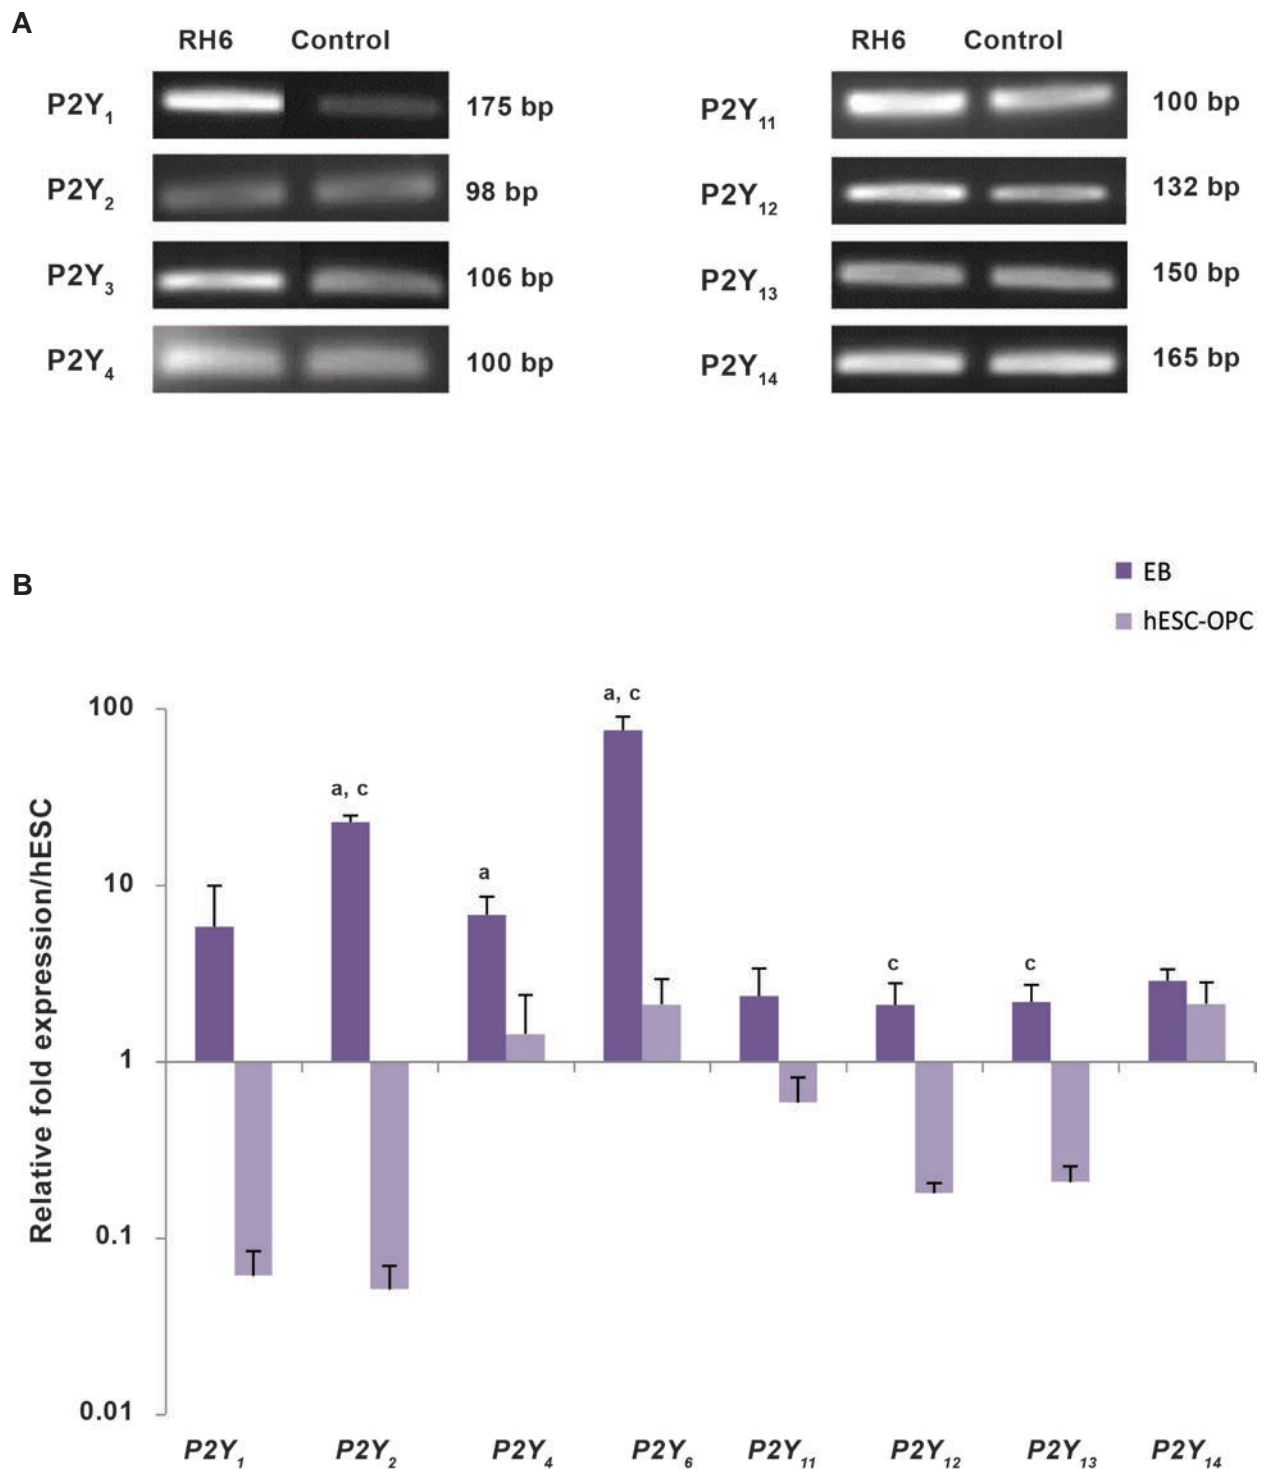 A
RH6 Control
P2Y1 175 bp
P2Y2 98 bp
P2Y3 106 bp
P2Y4 100 bp
RH6 Control
P2Y11 100 bp
P2Y12 132 bp
P2Y13 150 bp
P2Y14 165 bp
B
EB
hESC-OPC
Relative fold expression/hESC
100
10
1
0.1
0.01
a, c
a
a, c
c
c
P2Y1 P2Y2 P2Y4 P2Y6 P2Y11 P2Y12 P2Y13 P2Y14